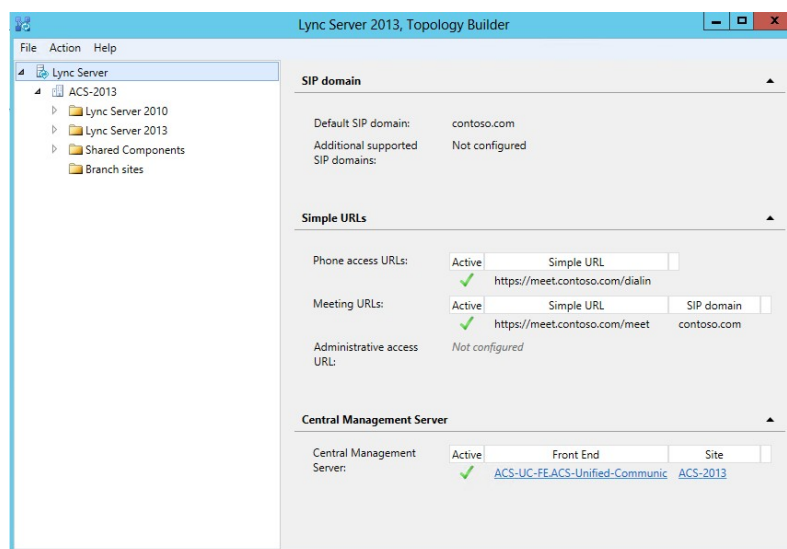 Lync Server 2013, Topology Builder
File Action Help
Lync Server
ACS-2013
Lync Server 2010
Lync Server 2013
Shared Components
Branch sites
SIP domain
Default SIP domain: contoso.com
Additional supported Not configured
SIP domains:
Simple URLs
Phone access URLs: Active Simple URL
https://meet.contoso.com/dialin
Meeting URLs: Active Simple URL SIP domain
https://meet.contoso.com/meet contoso.com
Administrative access Not configured
URL:
Central Management Server
Central Management Active Front End Site
Server: ACS-UC-FE.ACS-Unified-Communic ACS-2013